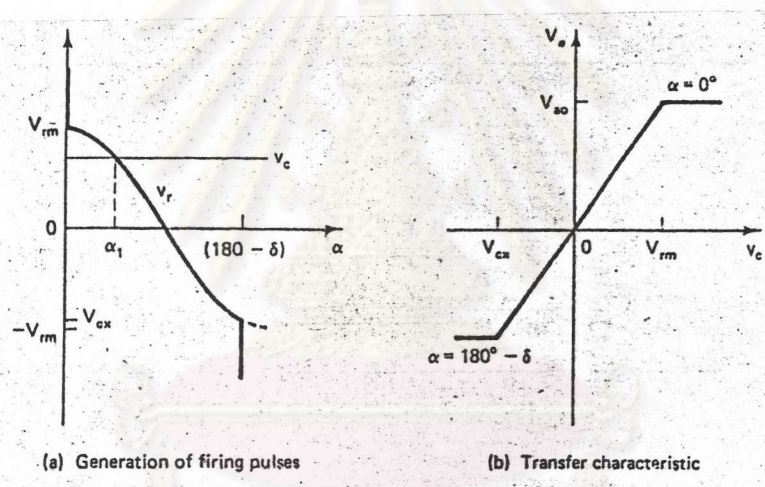 V_rm
v_c
v_r
0
α₁
(180 − δ)
α
V_cx
−V_rm
(a) Generation of firing pulses
V_a
α = 0°
V_ao
V_cx
0
V_rm
v_c
α = 180° − δ
(b) Transfer characteristic